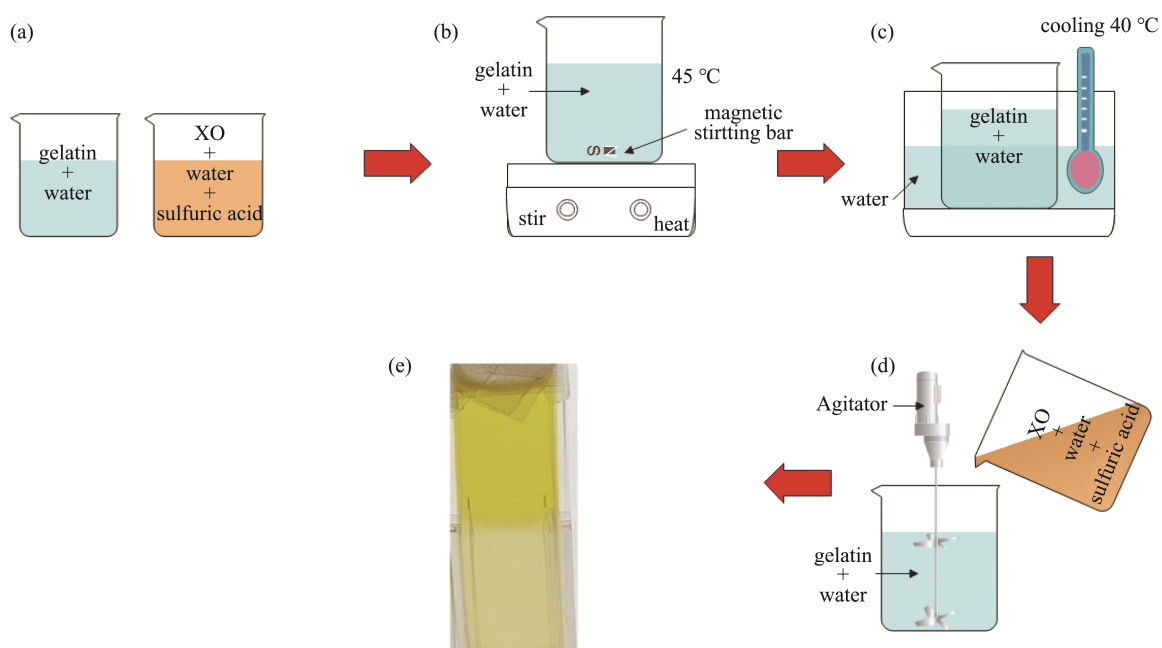 (a)
gelatin
+
water
XO
+
water
+
sulfuric acid
(b)
gelatin
+
water
45 ℃
magnetic
stirtting bar
S N
stir
heat
(c)
cooling 40 ℃
gelatin
+
water
water
(d)
Agitator
XO
+
water
+
sulfuric acid
gelatin
+
water
(e)